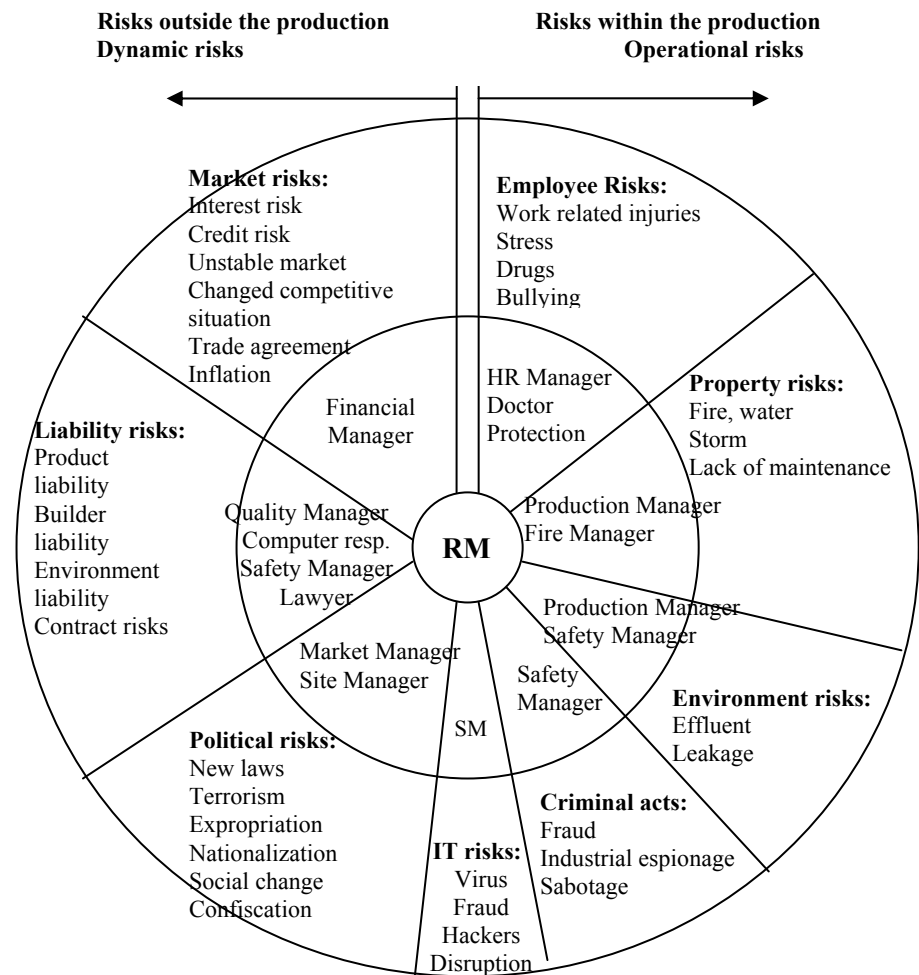 Risks outside the production
Dynamic risks
Risks within the production
Operational risks
Market risks:
Interest risk
Credit risk
Unstable market
Changed competitive
situation
Trade agreement
Inflation
Employee Risks:
Work related injuries
Stress
Drugs
Bullying
Financial
Manager
HR Manager
Doctor
Protection
Property risks:
Fire, water
Storm
Lack of maintenance
Liability risks:
Product
liability
Builder
liability
Environment
liability
Contract risks
Quality Manager
Computer resp.
Safety Manager
Lawyer
RM
Production Manager
Fire Manager
Production Manager
Safety Manager
Market Manager
Site Manager
SM
Safety
Manager
Environment risks:
Effluent
Leakage
Political risks:
New laws
Terrorism
Expropriation
Nationalization
Social change
Confiscation
IT risks:
Virus
Fraud
Hackers
Disruption
Criminal acts:
Fraud
Industrial espionage
Sabotage